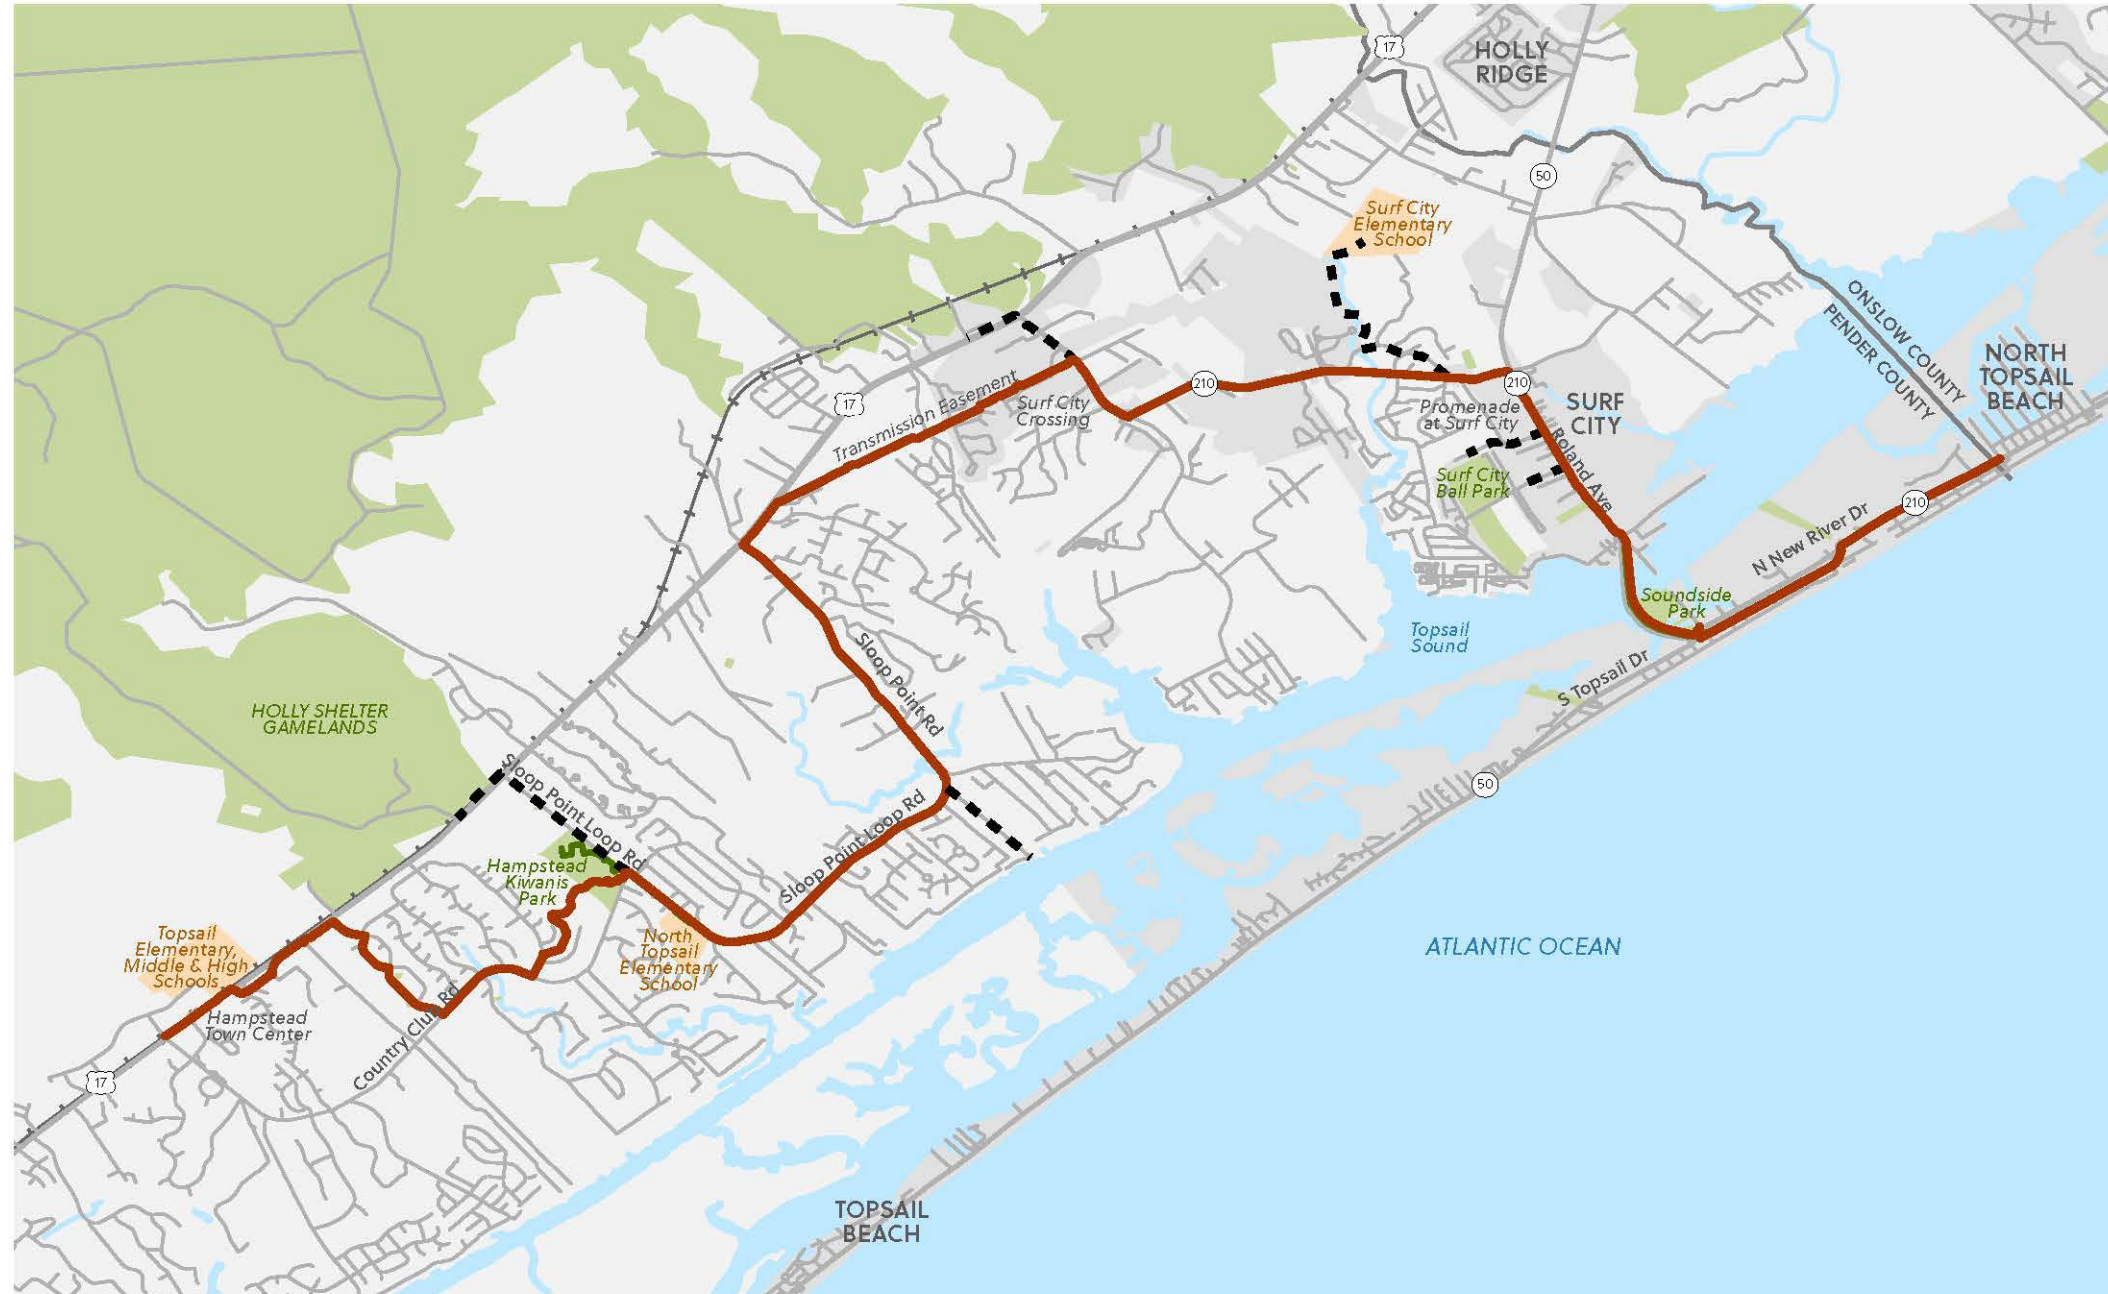 17
HOLLY
RIDGE
50
Surf City
Elementary
School
ONSLOW COUNTY
PENDER COUNTY
NORTH
TOPSAIL
BEACH
17
Transmission Easement
Surf City
Crossing
210
210
Promenade
at Surf City
SURF
CITY
Roland Ave
Surf City
Ball Park
210
N New River Dr
Soundside
Park
Topsail
Sound
S Topsail Dr
Sloop Point Rd
HOLLY SHELTER
GAMELANDS
50
Sloop Point Loop Rd
Sloop Point Loop Rd
Hampstead
Kiwanis
Park
Topsail
Elementary,
Middle & High
Schools
North
Topsail
Elementary
School
ATLANTIC OCEAN
Hampstead
Town Center
Country Club Rd
17
TOPSAIL
BEACH